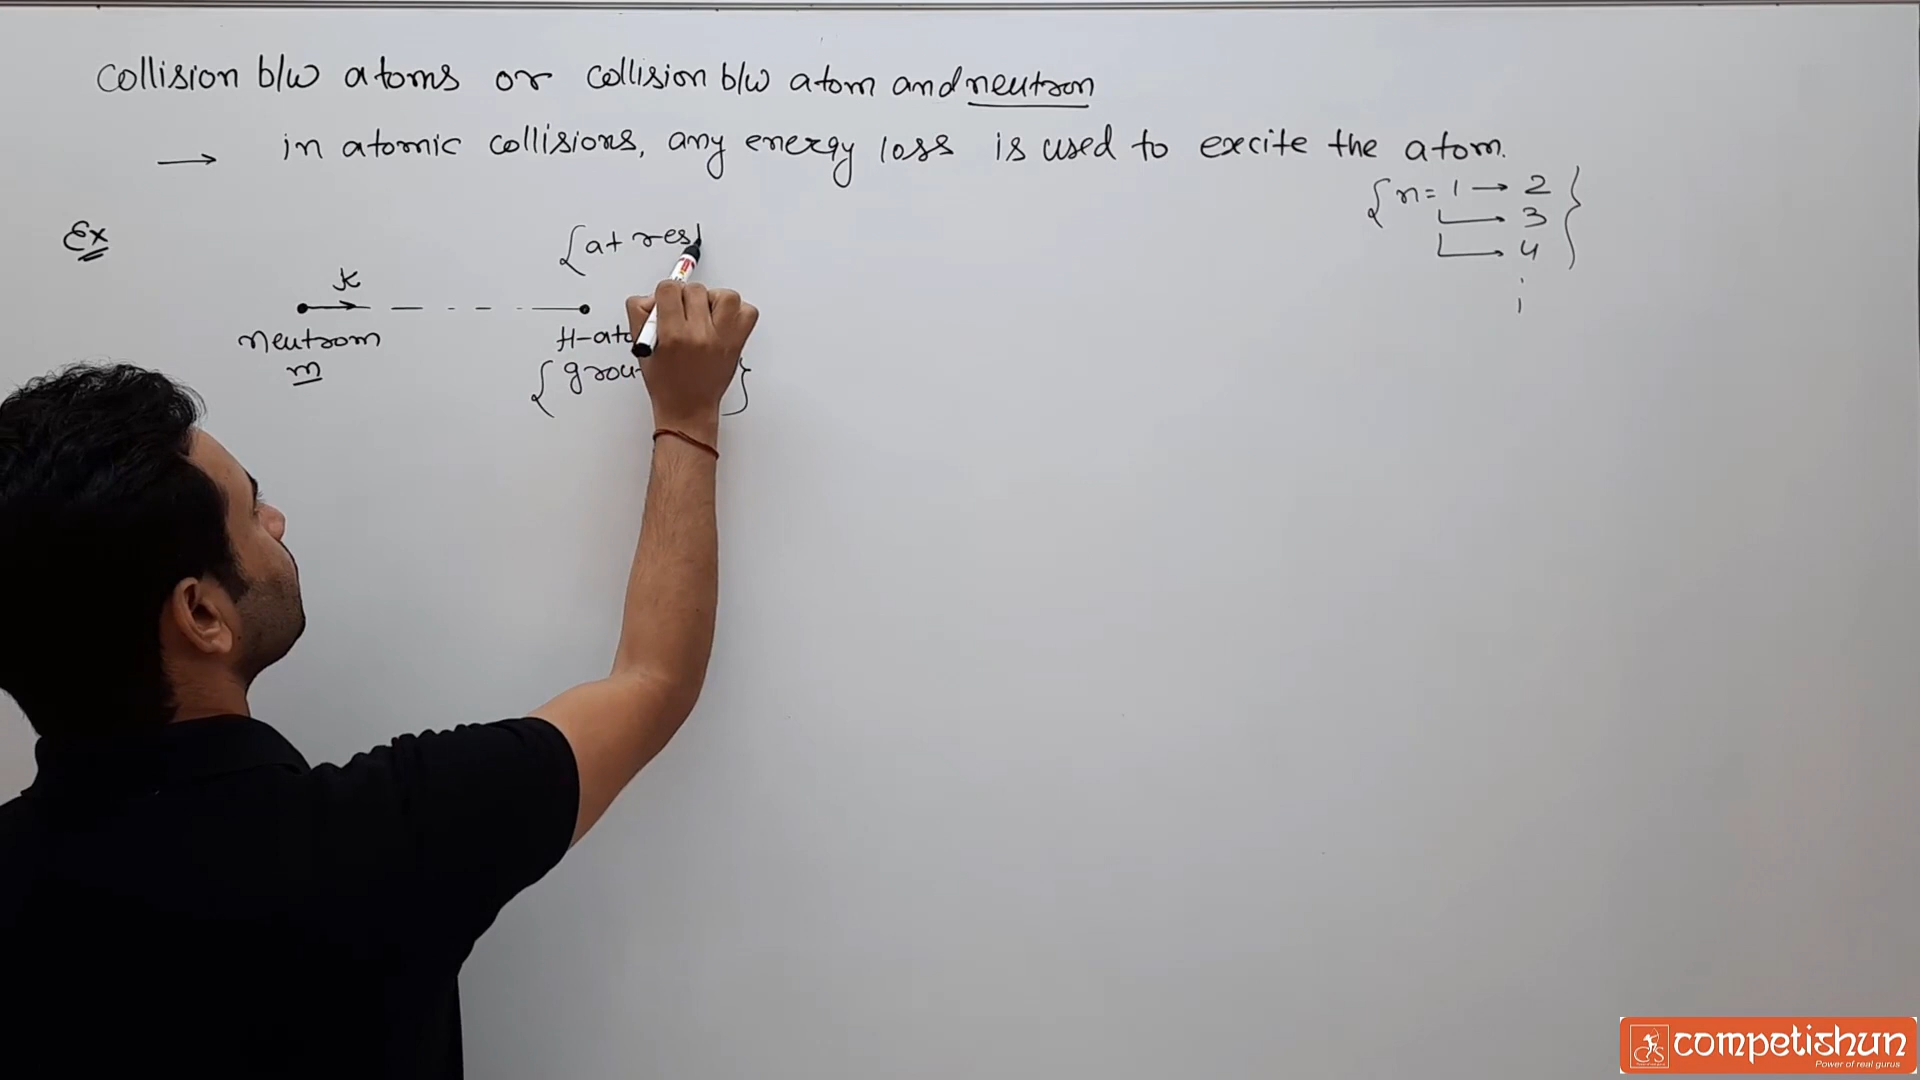 Collision b/w atoms or collision b/w atom and neutron
→ in atomic collisions, any energy loss is used to excite the atom.
{n= 1 → 2
→ 3
→ 4 }
Ex
{at res
K
neutron
m
H-ato
{grou }
competishun
Power of real gurus